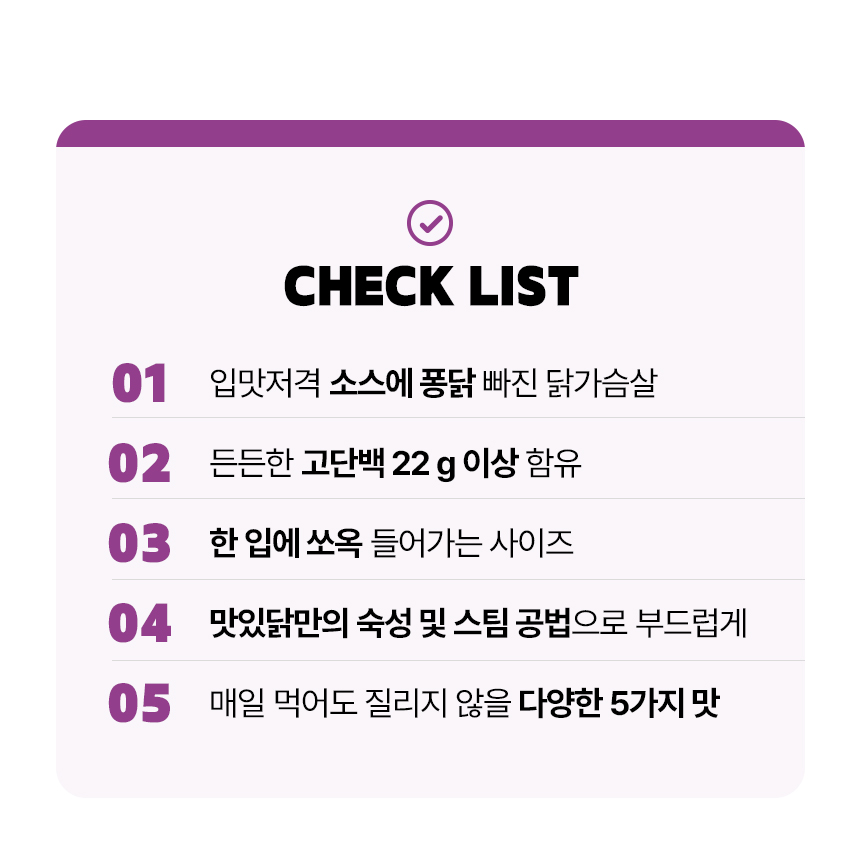 CHECK LIST
01 입맛저격 소스에 퐁닭 빠진 닭가슴살
02 든든한 고단백 22 g 이상 함유
03 한 입에 쏘옥 들어가는 사이즈
04 맛있닭만의 숙성 및 스팀 공법으로 부드럽게
05 매일 먹어도 질리지 않을 다양한 5가지 맛